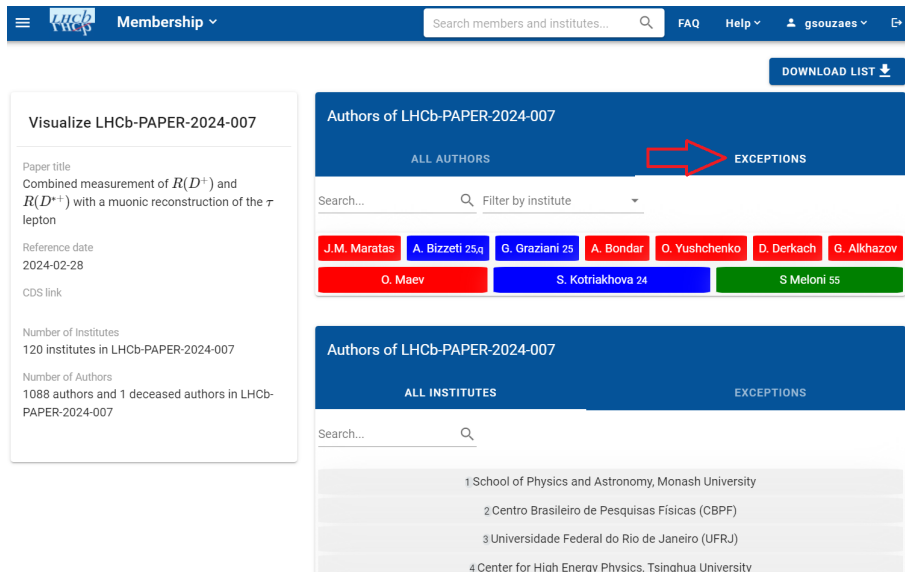 LHCb
THCp
Membership
Search members and institutes...
FAQ
Help
gsouzaes
DOWNLOAD LIST
Visualize LHCb-PAPER-2024-007
Paper title
Combined measurement of R(D⁺) and
R(D*⁺) with a muonic reconstruction of the τ
lepton
Reference date
2024-02-28
CDS link
Number of Institutes
120 institutes in LHCb-PAPER-2024-007
Number of Authors
1088 authors and 1 deceased authors in LHCb-
PAPER-2024-007
Authors of LHCb-PAPER-2024-007
ALL AUTHORS
EXCEPTIONS
Search...
Filter by institute
J.M. Maratas
A. Bizzeti 25,q
G. Graziani 25
A. Bondar
O. Yushchenko
D. Derkach
G. Alkhazov
O. Maev
S. Kotriakhova 24
S Meloni 55
Authors of LHCb-PAPER-2024-007
ALL INSTITUTES
EXCEPTIONS
Search...
1 School of Physics and Astronomy, Monash University
2 Centro Brasileiro de Pesquisas Físicas (CBPF)
3 Universidade Federal do Rio de Janeiro (UFRJ)
4 Center for High Energy Physics, Tsinghua University